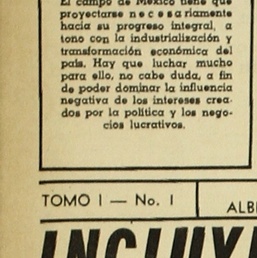 El campo de México tiene que
proyectarse necesariamente
hacia su progreso integral, a
tono con la industrialización y
transformación económica del
país. Hay que luchar mucho
para ello, no cabe duda, a fin
de poder dominar la influencia
negativa de los intereses crea-
dos por la política y los nego-
cios lucrativos.
TOMO I — No. I
ALB